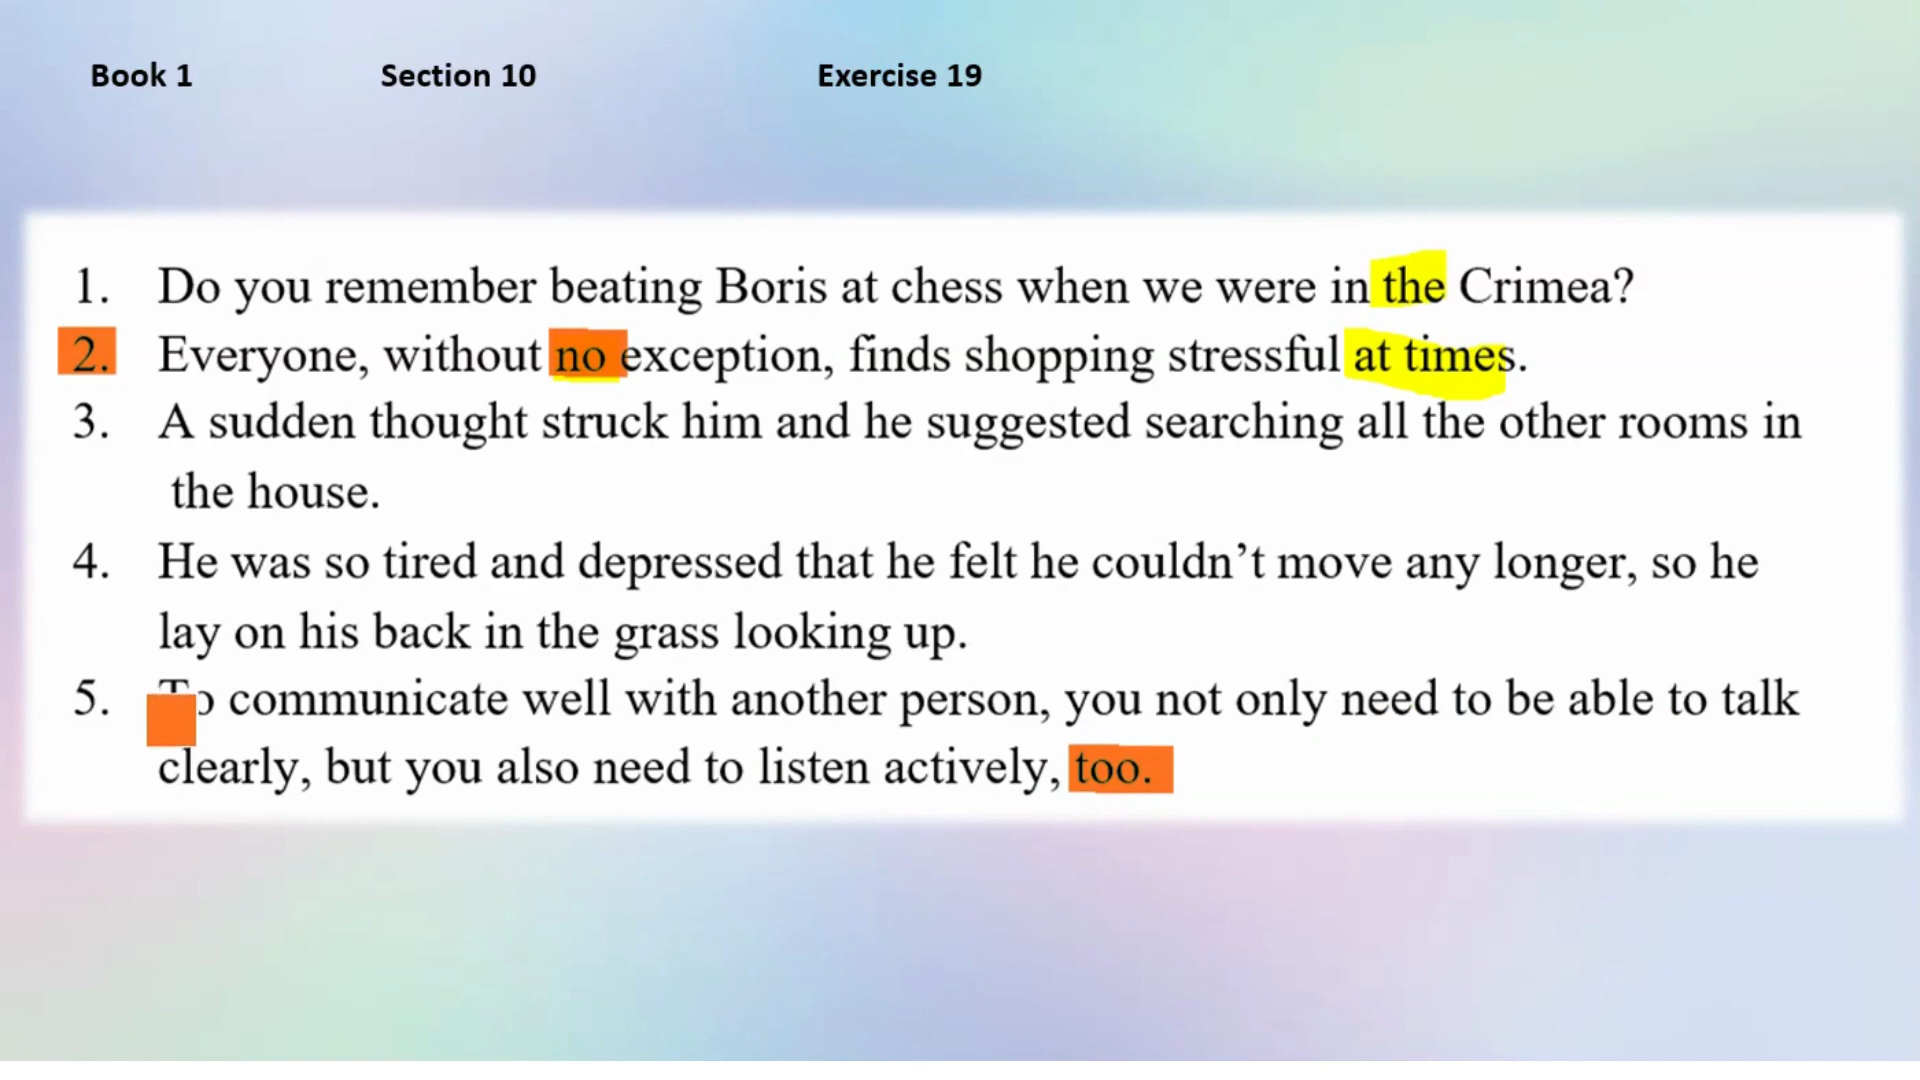 Book 1 Section 10 Exercise 19
1. Do you remember beating Boris at chess when we were in the Crimea?
2. Everyone, without no exception, finds shopping stressful at times.
3. A sudden thought struck him and he suggested searching all the other rooms in
the house.
4. He was so tired and depressed that he felt he couldn’t move any longer, so he
lay on his back in the grass looking up.
5. To communicate well with another person, you not only need to be able to talk
clearly, but you also need to listen actively, too.